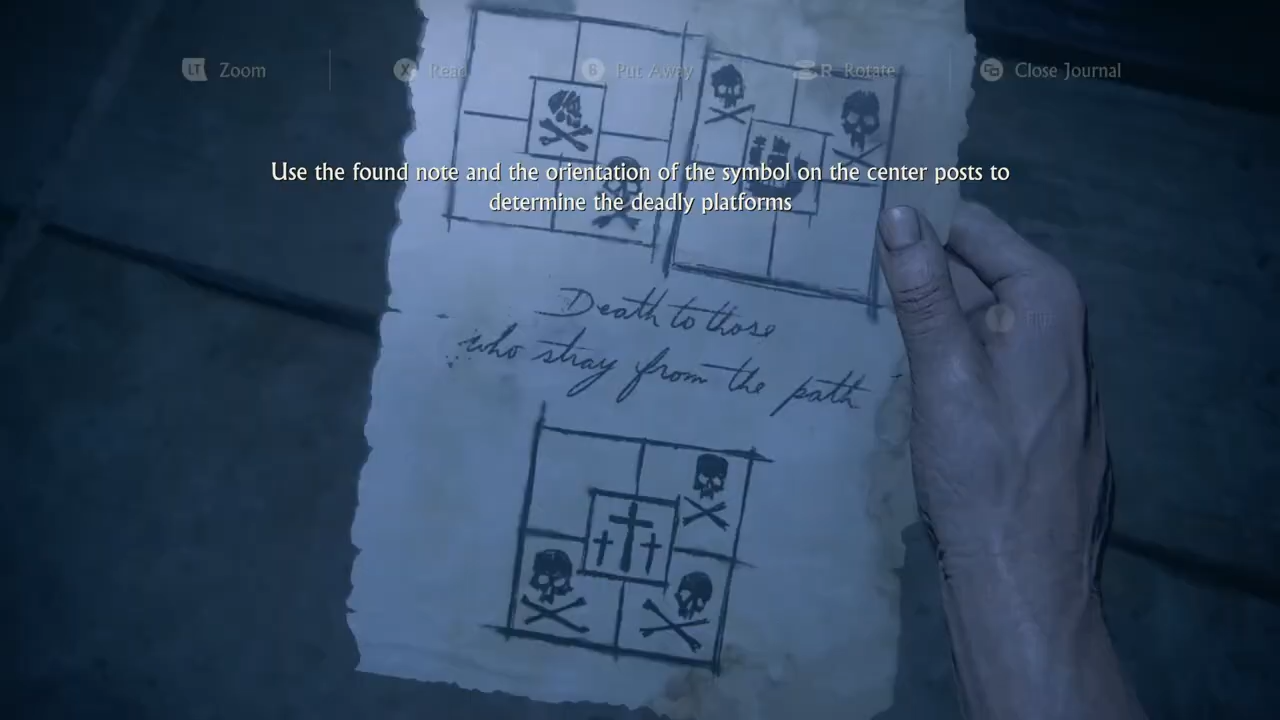 Zoom
Read
Put Away
R Rotate
Close Journal
Use the found note and the orientation of the symbol on the center posts to
determine the deadly platforms
Death to those
who stray from the path
Flip